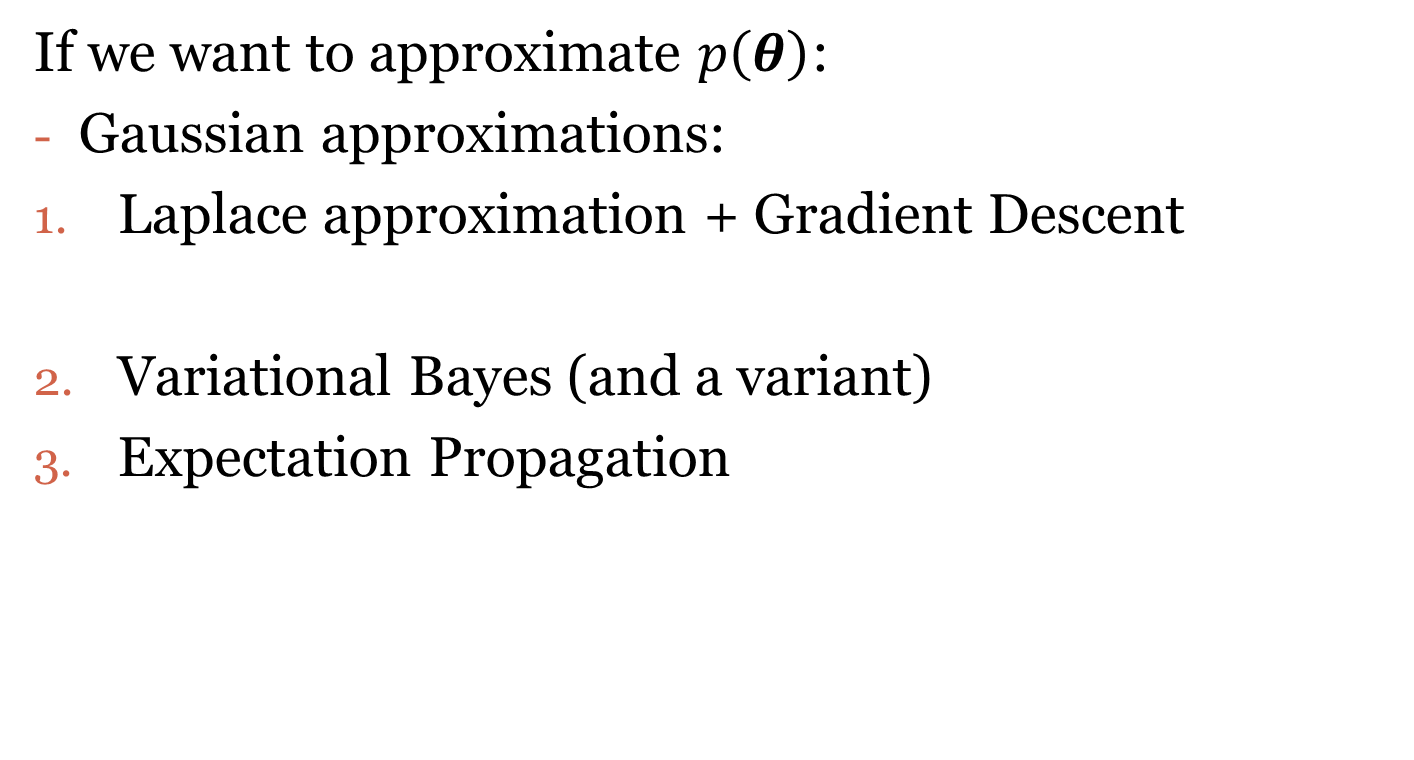 If we want to approximate p(θ):
- Gaussian approximations:
1. Laplace approximation + Gradient Descent
2. Variational Bayes (and a variant)
3. Expectation Propagation